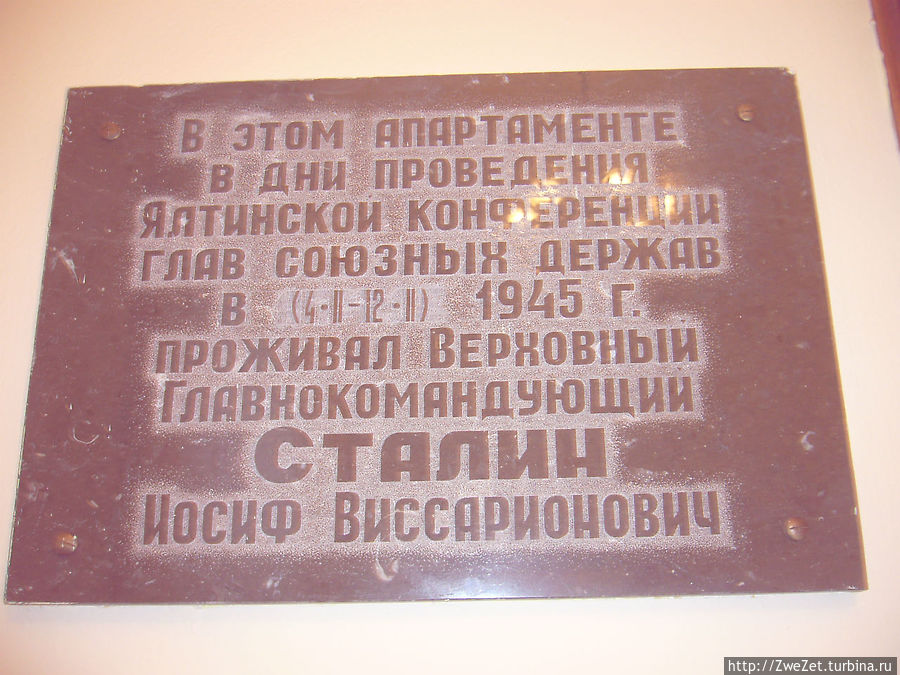 В ЭТОМ АПАРТАМЕНТЕ
В ДНИ ПРОВЕДЕНИЯ
ЯЛТИНСКОЙ КОНФЕРЕНЦИИ
ГЛАВ СОЮЗНЫХ ДЕРЖАВ
В (4·II–12·II) 1945 Г.
ПРОЖИВАЛ ВЕРХОВНЫЙ
ГЛАВНОКОМАНДУЮЩИЙ
СТАЛИН
ИОСИФ ВИССАРИОНОВИЧ
http://ZweZet.turbina.ru/